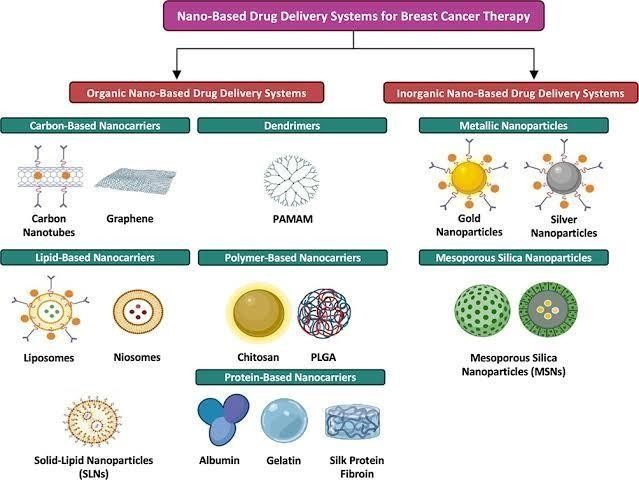 Nano-Based Drug Delivery Systems for Breast Cancer Therapy
Organic Nano-Based Drug Delivery Systems
Inorganic Nano-Based Drug Delivery Systems
Carbon-Based Nanocarriers
Dendrimers
Metallic Nanoparticles
Carbon
Nanotubes
Graphene
PAMAM
Gold
Nanoparticles
Silver
Nanoparticles
Lipid-Based Nanocarriers
Polymer-Based Nanocarriers
Mesoporous Silica Nanoparticles
Liposomes
Niosomes
Chitosan
PLGA
Mesoporous Silica
Nanoparticles (MSNs)
Protein-Based Nanocarriers
Solid-Lipid Nanoparticles
(SLNs)
Albumin
Gelatin
Silk Protein
Fibroin